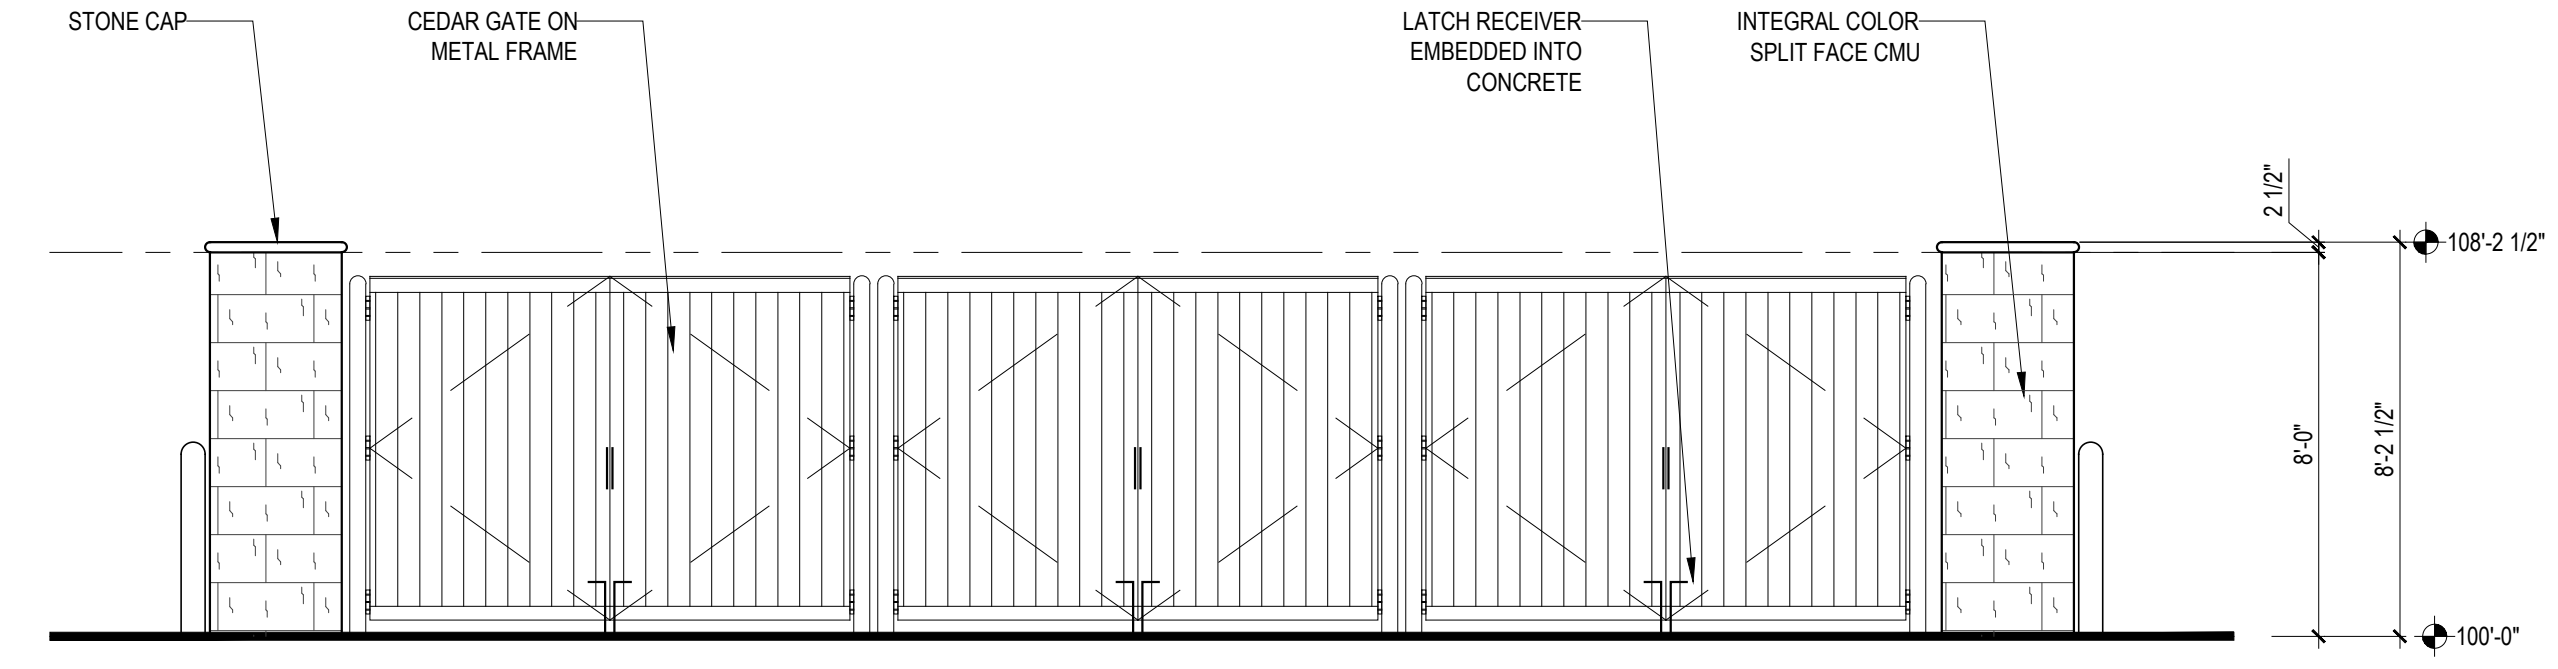 STONE CAP
CEDAR GATE ON
METAL FRAME
LATCH RECEIVER
EMBEDDED INTO
CONCRETE
INTEGRAL COLOR
SPLIT FACE CMU
2 1/2"
108'-2 1/2"
8'-0"
8'-2 1/2"
100'-0"